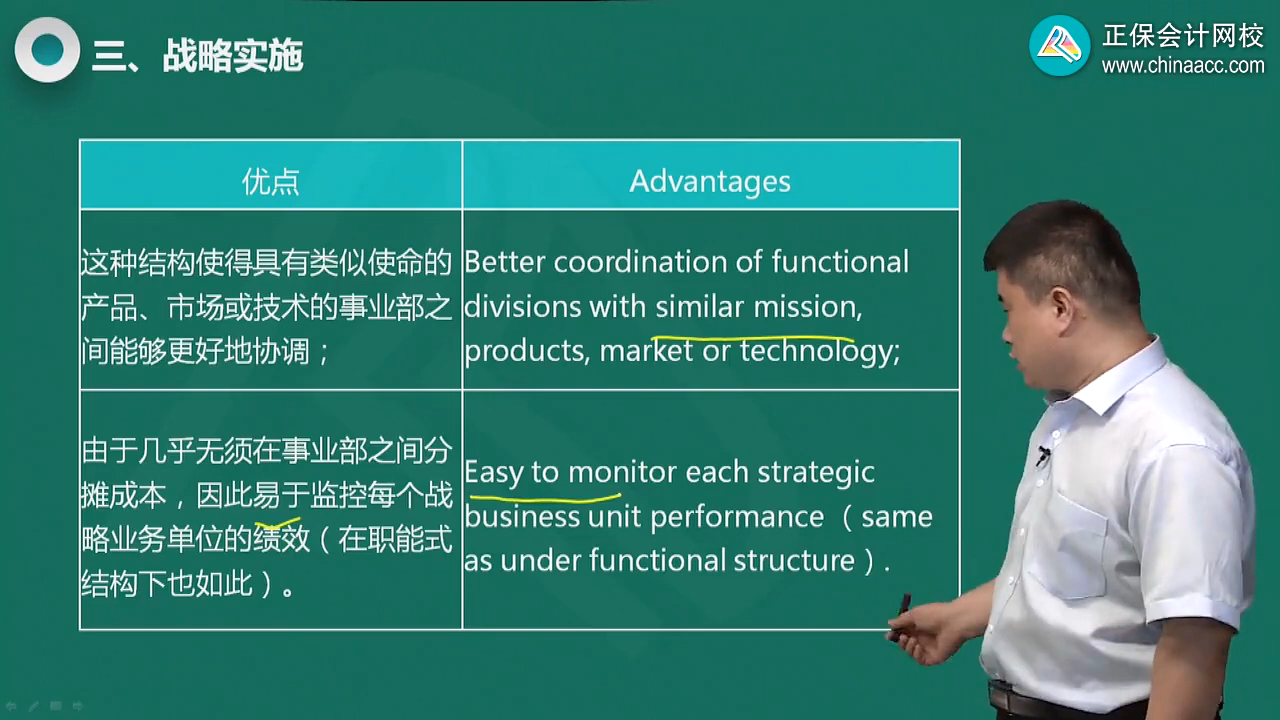 三、战略实施
正保会计网校
www.chinaacc.com
优点
Advantages
这种结构使得具有类似使命的
产品、市场或技术的事业部之
间能够更好地协调；
Better coordination of functional
divisions with similar mission,
products, market or technology;
由于几乎无须在事业部之间分
摊成本，因此易于监控每个战
略业务单位的绩效（在职能式
结构下也如此）。
Easy to monitor each strategic
business unit performance （same
as under functional structure）.